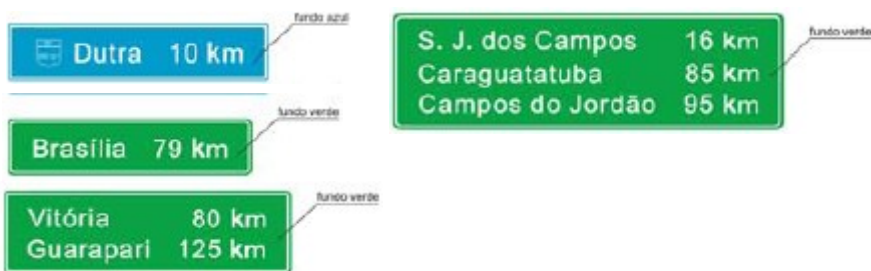 fundo azul
Dutra 10 km
fundo verde
Brasília 79 km
fundo verde
Vitória 80 km
Guarapari 125 km
fundo verde
S. J. dos Campos 16 km
Caraguatatuba 85 km
Campos do Jordão 95 km